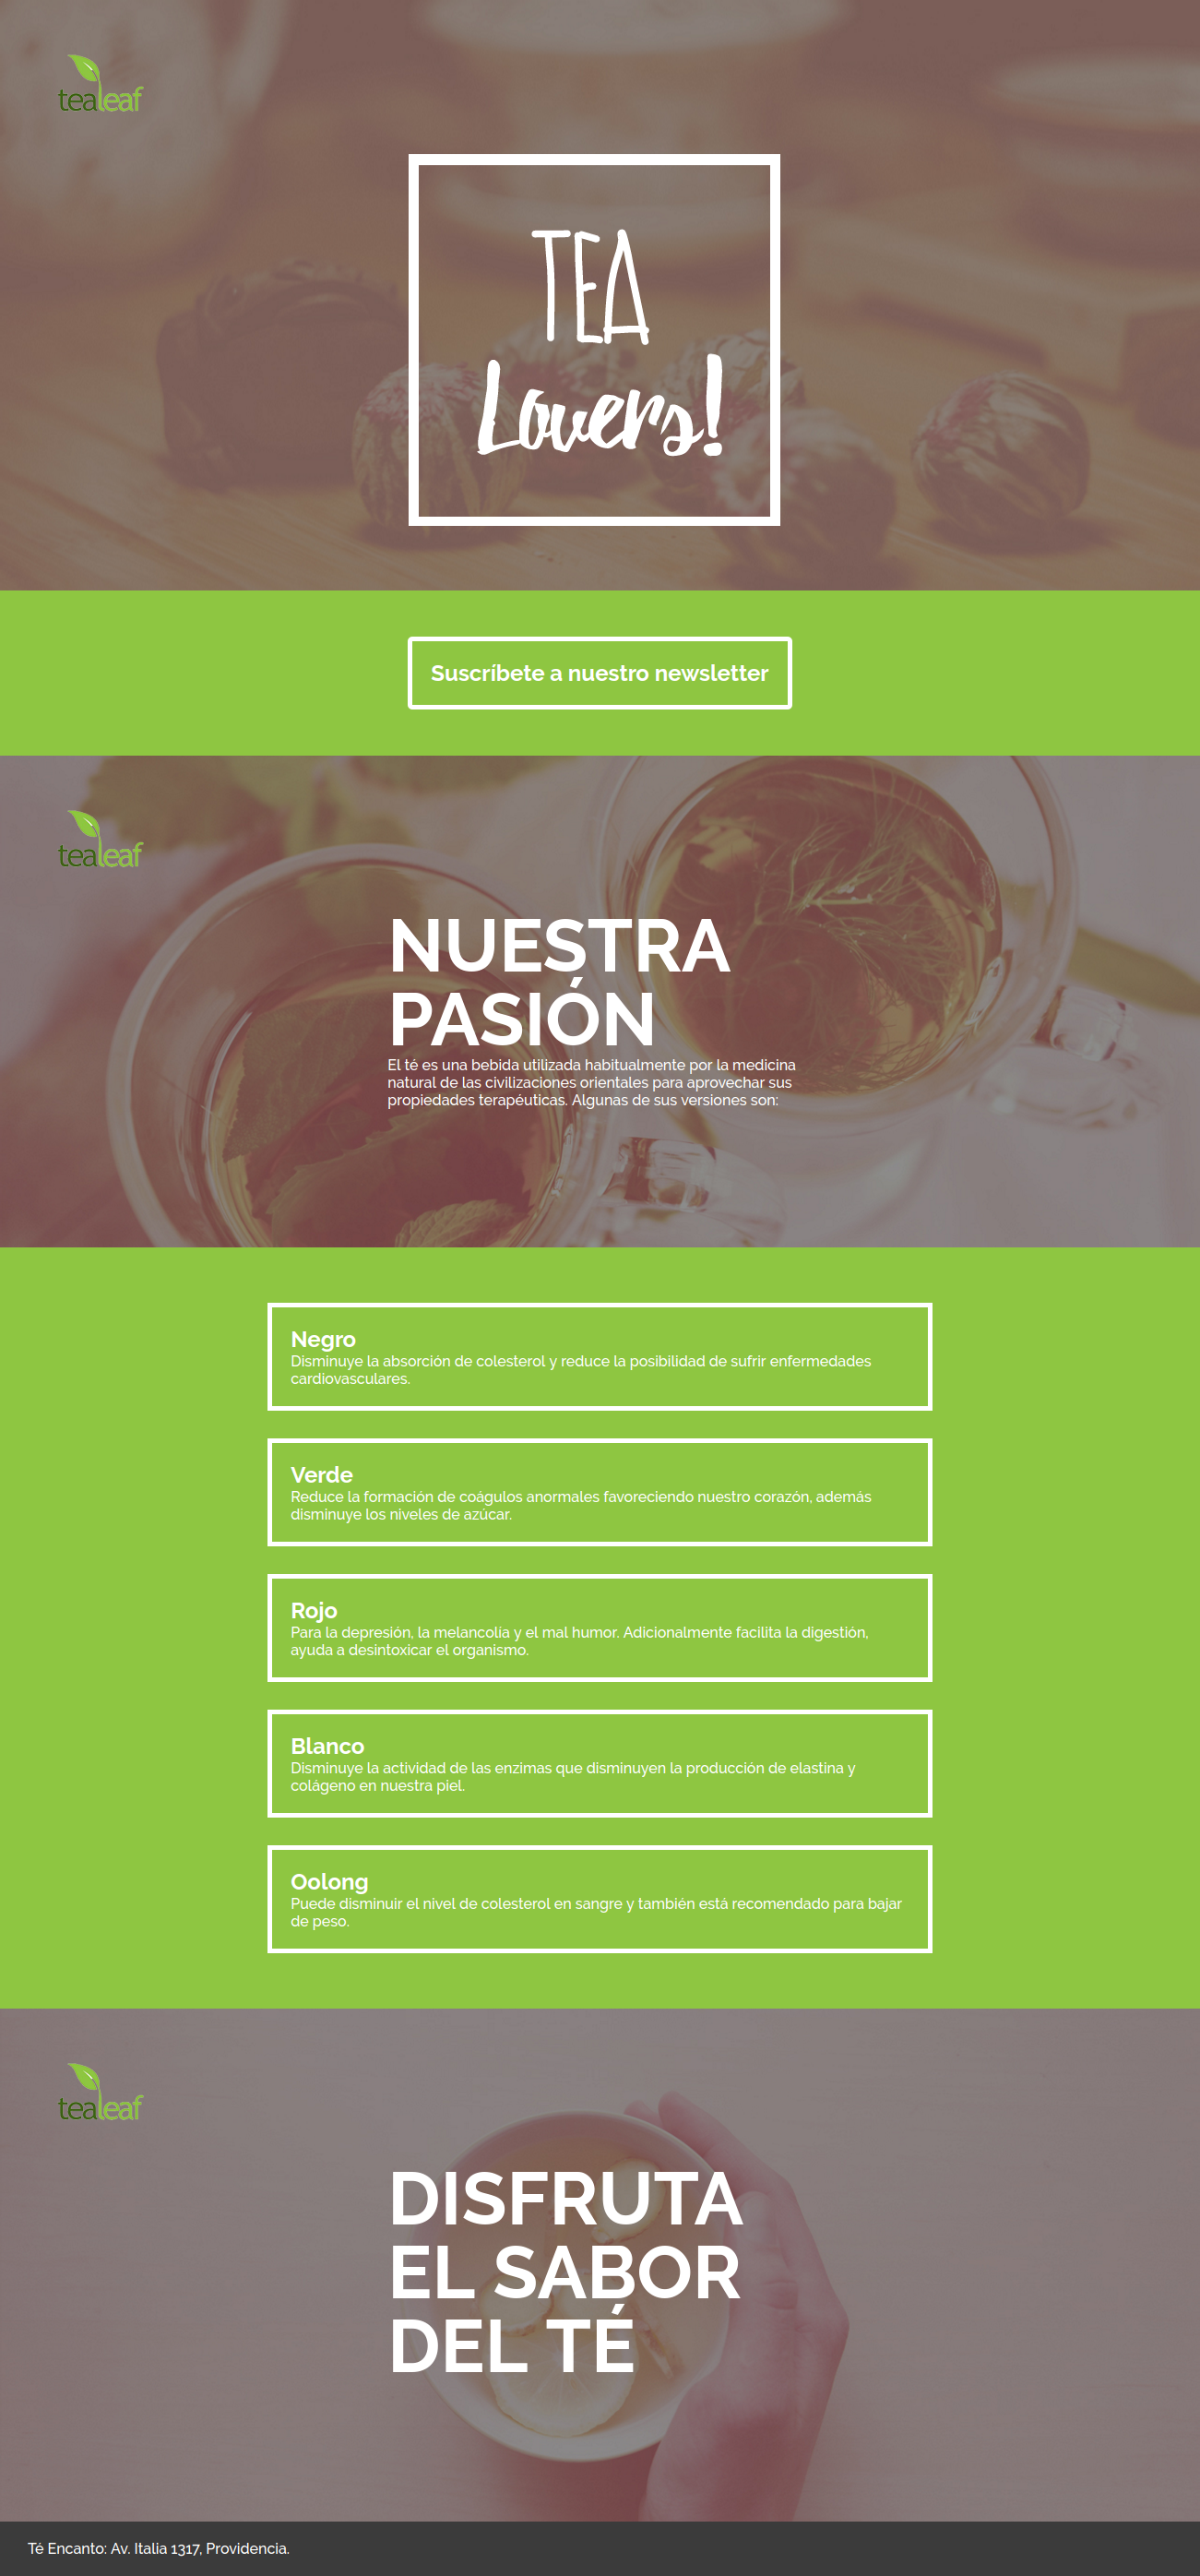 tealeaf
TEA
Lovers!
Suscríbete a nuestro newsletter
tealeaf
NUESTRA
PASIÓN
El té es una bebida utilizada habitualmente por la medicina
natural de las civilizaciones orientales para aprovechar sus
propiedades terapéuticas. Algunas de sus versiones son:
Negro
Disminuye la absorción de colesterol y reduce la posibilidad de sufrir enfermedades
cardiovasculares.
Verde
Reduce la formación de coágulos anormales favoreciendo nuestro corazón, además
disminuye los niveles de azúcar.
Rojo
Para la depresión, la melancolía y el mal humor. Adicionalmente facilita la digestión,
ayuda a desintoxicar el organismo.
Blanco
Disminuye la actividad de las enzimas que disminuyen la producción de elastina y
colágeno en nuestra piel.
Oolong
Puede disminuir el nivel de colesterol en sangre y también está recomendado para bajar
de peso.
tealeaf
DISFRUTA
EL SABOR
DEL TÉ
Té Encanto: Av. Italia 1317, Providencia.